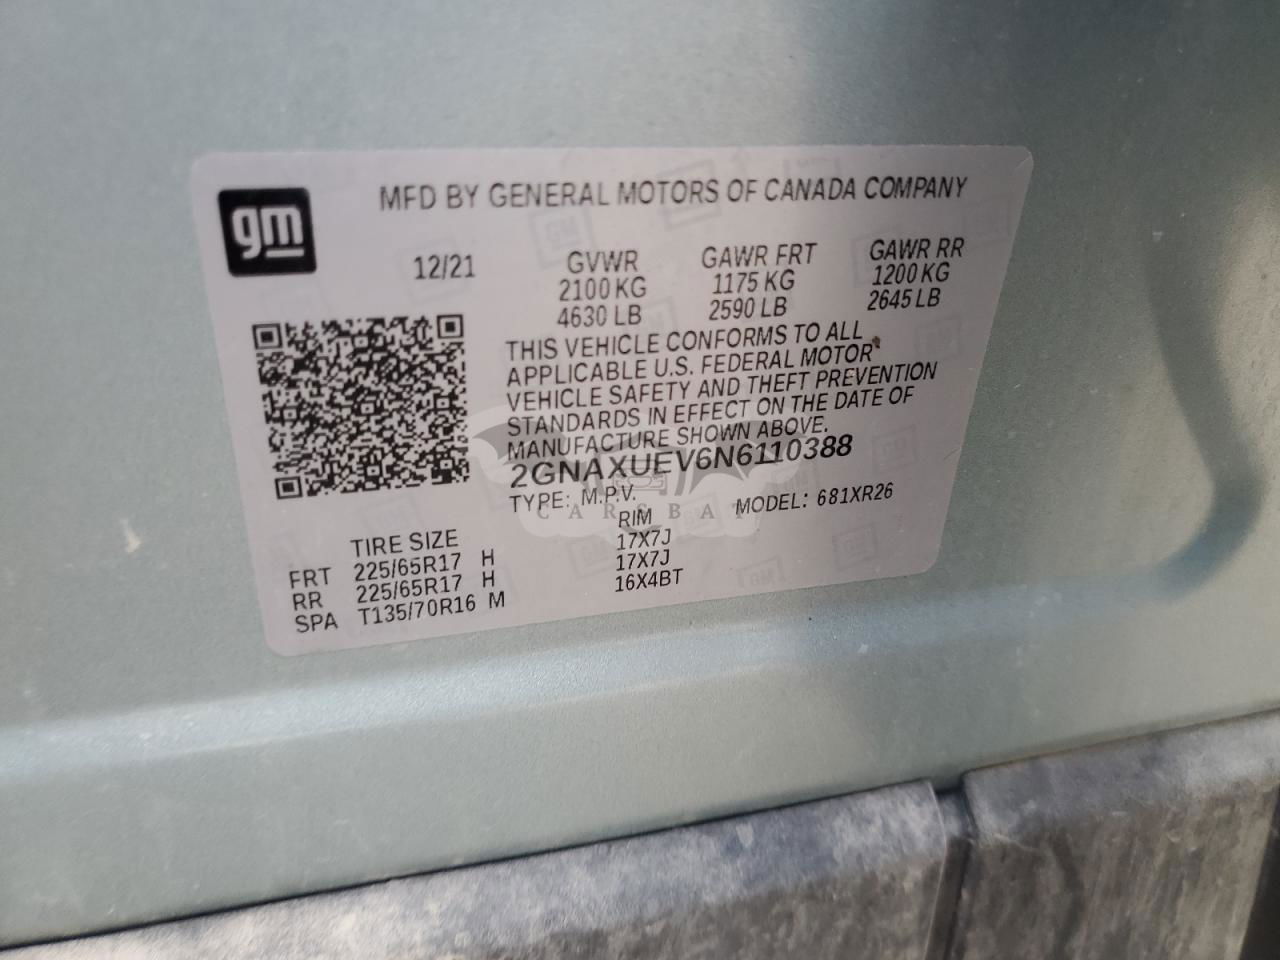 gm
MFD BY GENERAL MOTORS OF CANADA COMPANY
12/21
GVWR GAWR FRT GAWR RR
2100 KG 1175 KG 1200 KG
4630 LB 2590 LB 2645 LB
THIS VEHICLE CONFORMS TO ALL
APPLICABLE U.S. FEDERAL MOTOR
VEHICLE SAFETY AND THEFT PREVENTION
STANDARDS IN EFFECT ON THE DATE OF
MANUFACTURE SHOWN ABOVE.
2GNAXUEV6N6110388
TYPE: M.P.V. MODEL: 681XR26
CARSBAT
TIRE SIZE RIM
FRT 225/65R17 H 17X7J
RR 225/65R17 H 17X7J
SPA T135/70R16 M 16X4BT